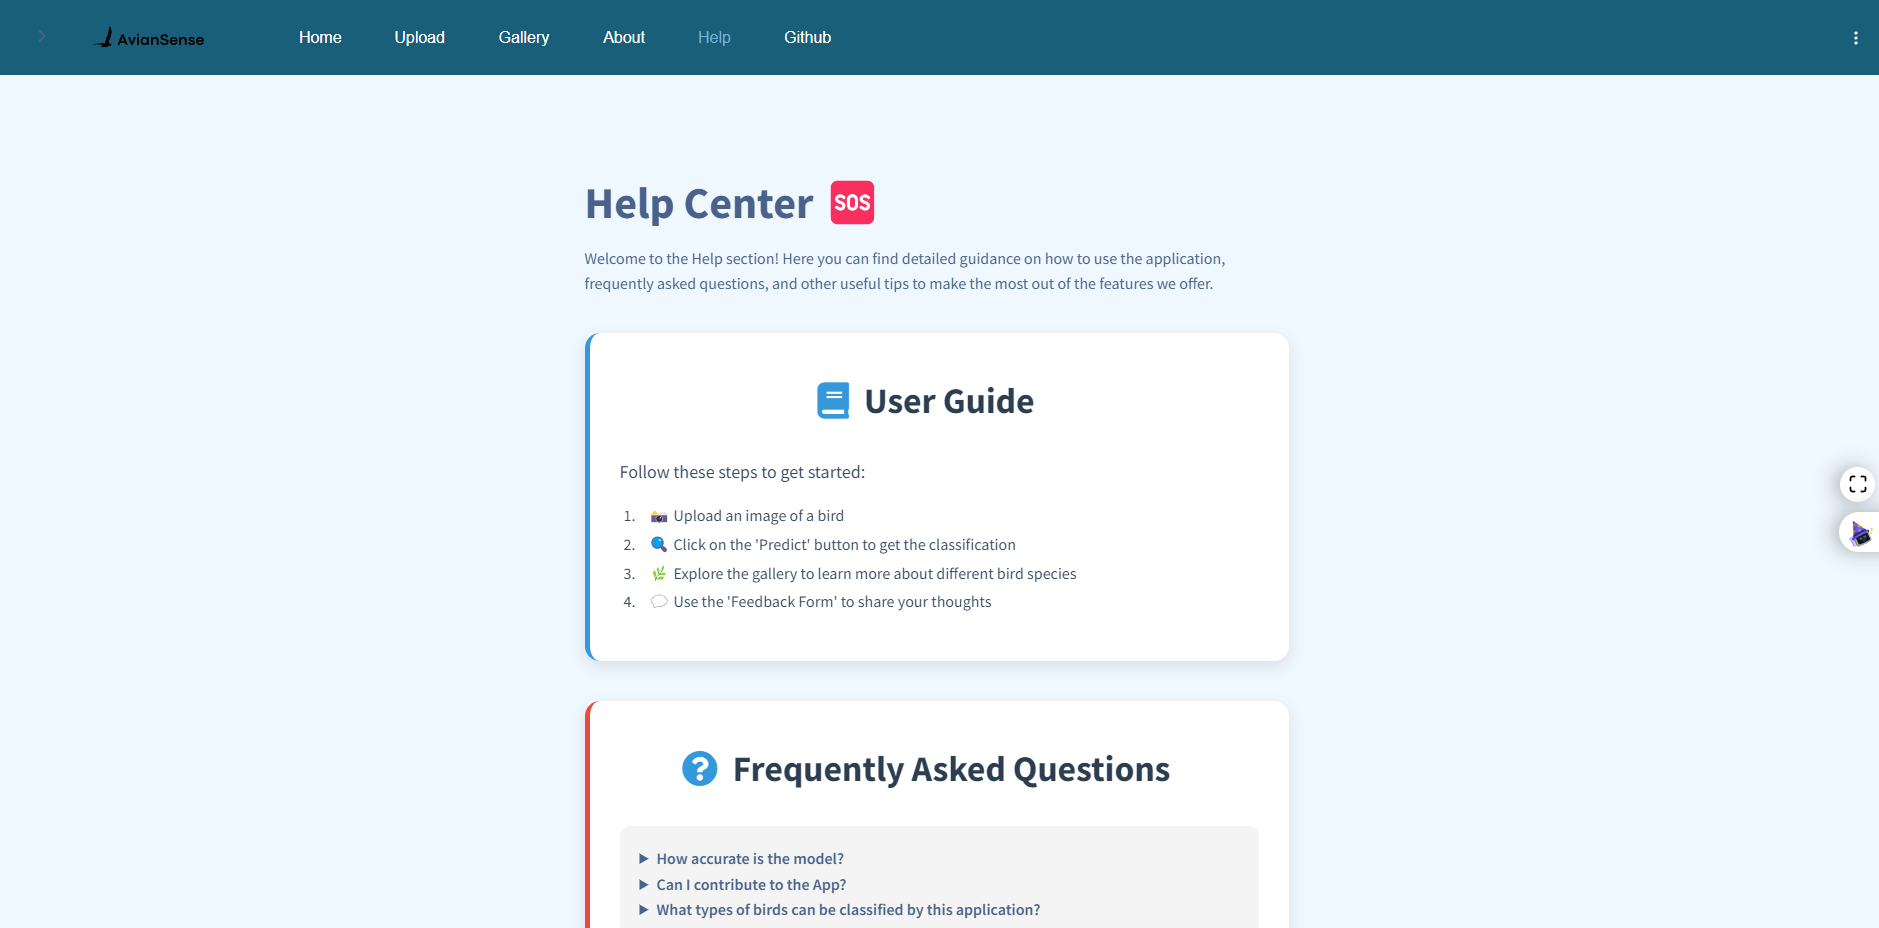 AvianSense Home Upload Gallery About Help Github
Help Center SOS
Welcome to the Help section! Here you can find detailed guidance on how to use the application,
frequently asked questions, and other useful tips to make the most out of the features we offer.
User Guide
Follow these steps to get started:
1. Upload an image of a bird
2. Click on the 'Predict' button to get the classification
3. Explore the gallery to learn more about different bird species
4. Use the 'Feedback Form' to share your thoughts
Frequently Asked Questions
How accurate is the model?
Can I contribute to the App?
What types of birds can be classified by this application?